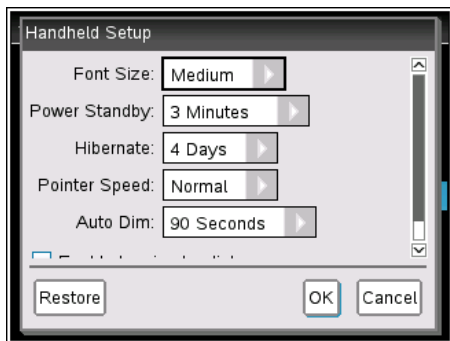 Handheld Setup
Font Size: Medium
Power Standby: 3 Minutes
Hibernate: 4 Days
Pointer Speed: Normal
Auto Dim: 90 Seconds
Restore OK Cancel